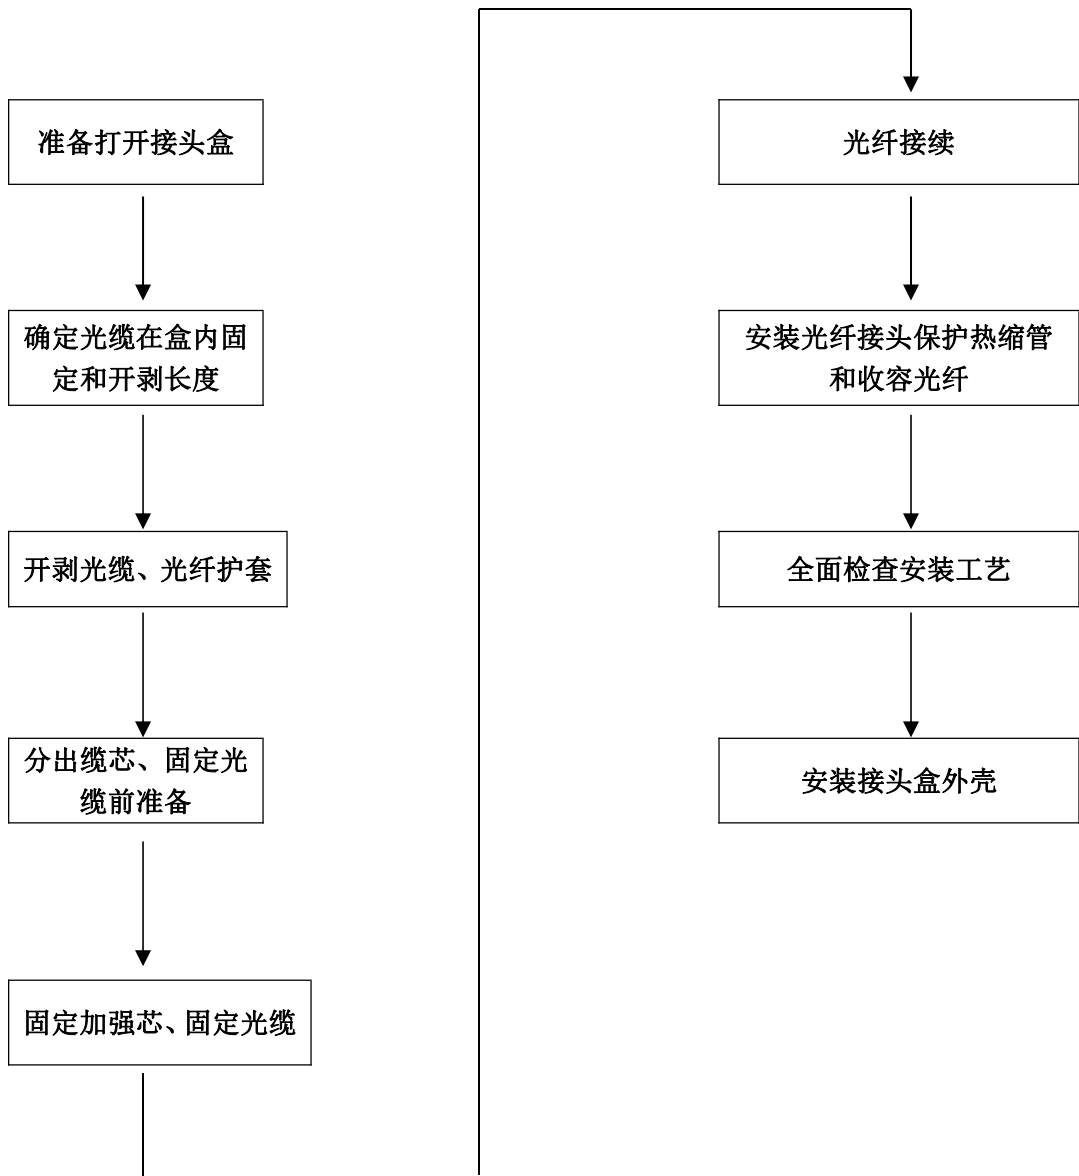 准备打开接头盒
确定光缆在盒内固
定和开剥长度
开剥光缆、光纤护套
分出缆芯、固定光
缆前准备
固定加强芯、固定光缆
光纤接续
安装光纤接头保护热缩管
和收容光纤
全面检查安装工艺
安装接头盒外壳